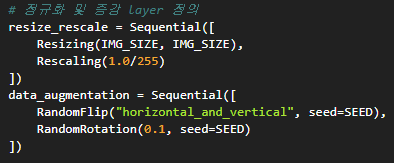 # 정규화 및 증강 layer 정의
resize_rescale = Sequential([
    Resizing(IMG_SIZE, IMG_SIZE),
    Rescaling(1.0/255)
])
data_augmentation = Sequential([
    RandomFlip("horizontal_and_vertical", seed=SEED),
    RandomRotation(0.1, seed=SEED)
])